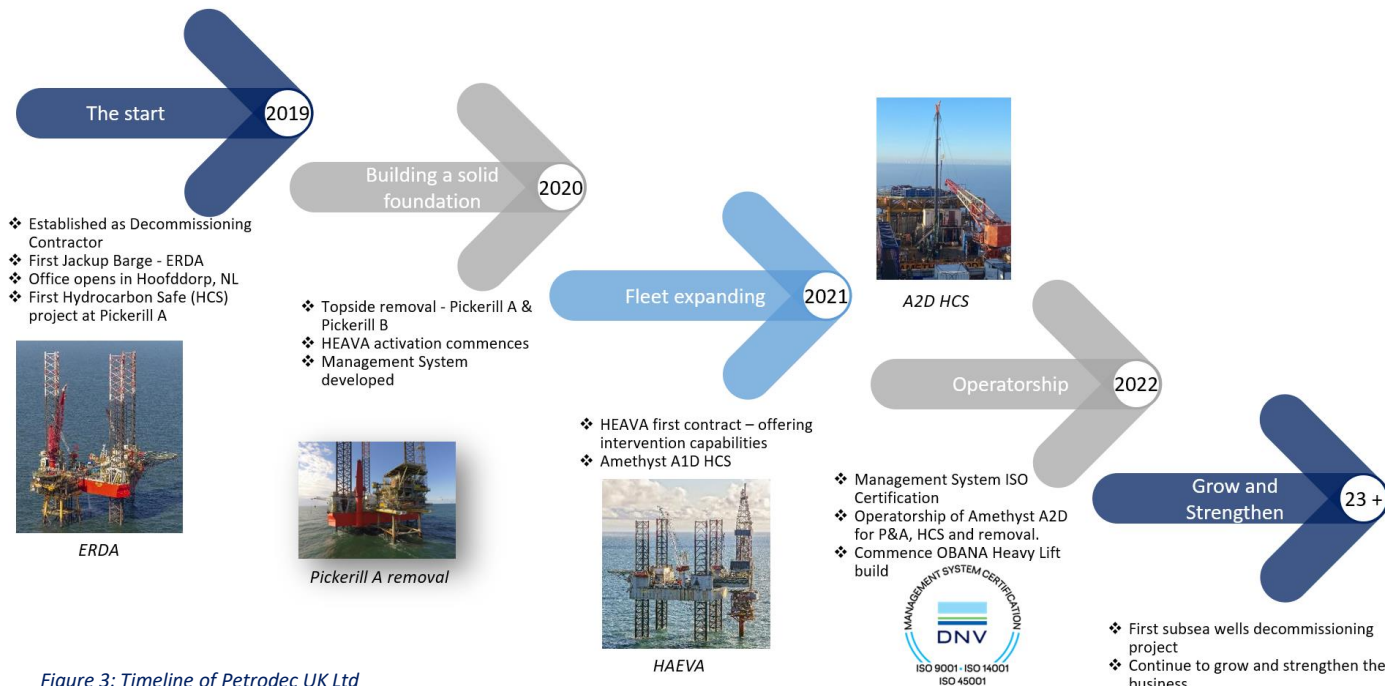 The start
2019
❖ Established as Decommissioning
Contractor
❖ First Jackup Barge - ERDA
❖ Office opens in Hoofddorp, NL
❖ First Hydrocarbon Safe (HCS)
project at Pickerill A
ERDA
Building a solid
foundation
2020
❖ Topside removal - Pickerill A &
Pickerill B
❖ HEAVA activation commences
❖ Management System
developed
Pickerill A removal
Fleet expanding
2021
❖ HEAVA first contract – offering
intervention capabilities
❖ Amethyst A1D HCS
HAEVA
A2D HCS
Operatorship
2022
❖ Management System ISO
Certification
❖ Operatorship of Amethyst A2D
for P&A, HCS and removal.
❖ Commence OBANA Heavy Lift
build
MANAGEMENT SYSTEM CERTIFICATION
DNV
ISO 9001 · ISO 14001
ISO 45001
Grow and
Strengthen
23 +
❖ First subsea wells decommissioning
project
❖ Continue to grow and strengthen the
business
Figure 3: Timeline of Petrodec UK Ltd